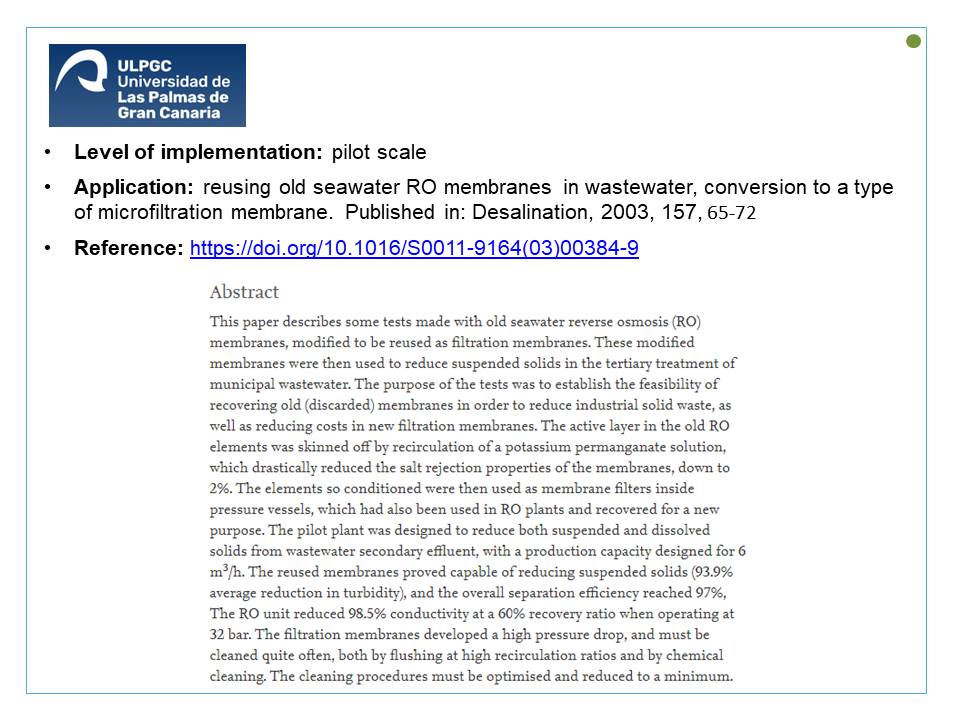 ULPGC
Universidad de
Las Palmas de
Gran Canaria
• Level of implementation: pilot scale
• Application: reusing old seawater RO membranes in wastewater, conversion to a type
of microfiltration membrane. Published in: Desalination, 2003, 157, 65-72
• Reference: https://doi.org/10.1016/S0011-9164(03)00384-9
Abstract
This paper describes some tests made with old seawater reverse osmosis (RO)
membranes, modified to be reused as filtration membranes. These modified
membranes were then used to reduce suspended solids in the tertiary treatment of
municipal wastewater. The purpose of the tests was to establish the feasibility of
recovering old (discarded) membranes in order to reduce industrial solid waste, as
well as reducing costs in new filtration membranes. The active layer in the old RO
elements was skinned off by recirculation of a potassium permanganate solution,
which drastically reduced the salt rejection properties of the membranes, down to
2%. The elements so conditioned were then used as membrane filters inside
pressure vessels, which had also been used in RO plants and recovered for a new
purpose. The pilot plant was designed to reduce both suspended and dissolved
solids from wastewater secondary effluent, with a production capacity designed for 6
m³/h. The reused membranes proved capable of reducing suspended solids (93.9%
average reduction in turbidity), and the overall separation efficiency reached 97%,
The RO unit reduced 98.5% conductivity at a 60% recovery ratio when operating at
32 bar. The filtration membranes developed a high pressure drop, and must be
cleaned quite often, both by flushing at high recirculation ratios and by chemical
cleaning. The cleaning procedures must be optimised and reduced to a minimum.